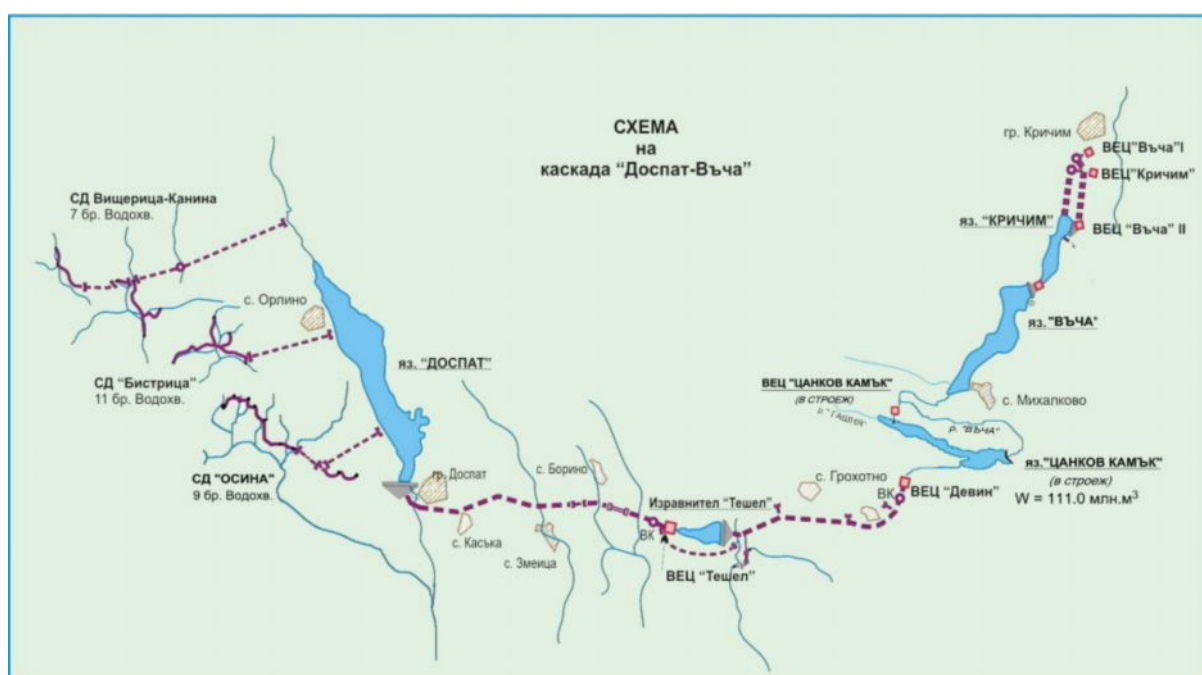 СХЕМА
на
каскада "Доспат-Въча"
гр. Кричим
ВЕЦ"Въча"I
ВЕЦ"Кричим"
яз. "КРИЧИМ"
ВЕЦ "Въча" II
СД Вищерица-Канина
7 бр. Водохв.
с. Орлино
яз. "ВЪЧА"
яз. "ДОСПАТ"
СД "Бистрица"
11 бр. Водохв.
ВЕЦ "ЦАНКОВ КАМЪК"
(В СТРОЕЖ)
с. Михалково
р. "ВЪЧА"
СД "ОСИНА"
9 бр. Водохв.
гр. Доспат
с. Борино
с. Грохотно
яз."ЦАНКОВ КАМЪК"
(в строеж)
W = 111.0 млн.м³
ВК
ВЕЦ "Девин"
Изравнител "Тешел"
с. Касъка
с. Змеица
ВК
ВЕЦ "Тешел"